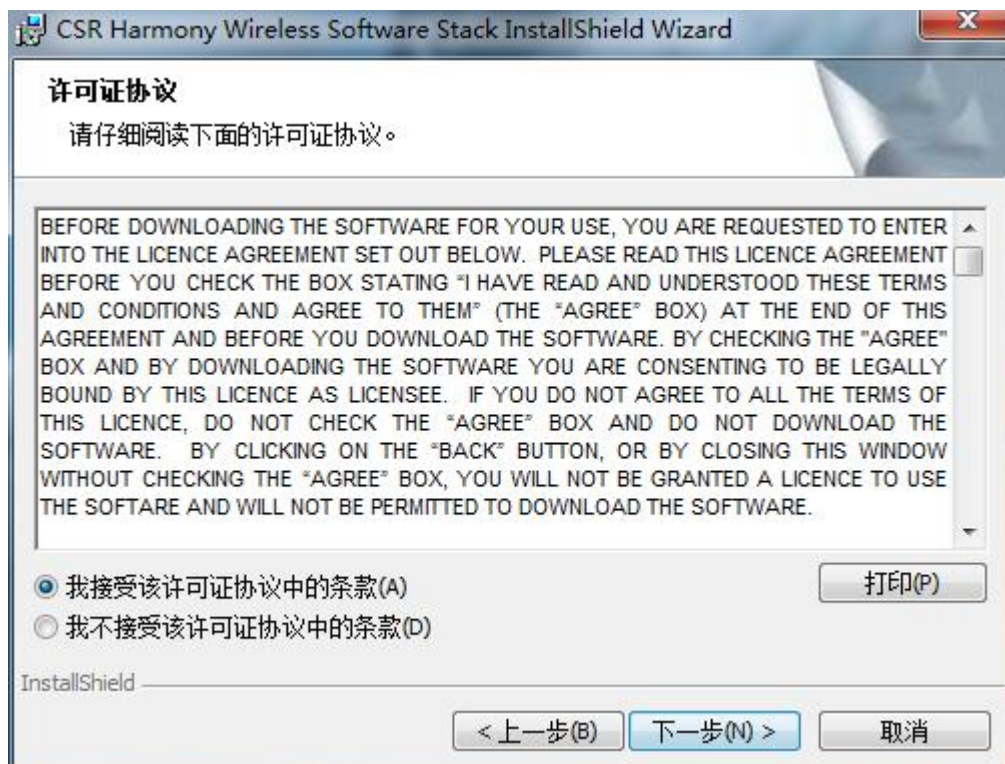 CSR Harmony Wireless Software Stack InstallShield Wizard
许可证协议
请仔细阅读下面的许可证协议。
BEFORE DOWNLOADING THE SOFTWARE FOR YOUR USE, YOU ARE REQUESTED TO ENTER
INTO THE LICENCE AGREEMENT SET OUT BELOW. PLEASE READ THIS LICENCE AGREEMENT
BEFORE YOU CHECK THE BOX STATING “I HAVE READ AND UNDERSTOOD THESE TERMS
AND CONDITIONS AND AGREE TO THEM” (THE “AGREE” BOX) AT THE END OF THIS
AGREEMENT AND BEFORE YOU DOWNLOAD THE SOFTWARE. BY CHECKING THE "AGREE"
BOX AND BY DOWNLOADING THE SOFTWARE YOU ARE CONSENTING TO BE LEGALLY
BOUND BY THIS LICENCE AS LICENSEE. IF YOU DO NOT AGREE TO ALL THE TERMS OF
THIS LICENCE, DO NOT CHECK THE “AGREE” BOX AND DO NOT DOWNLOAD THE
SOFTWARE. BY CLICKING ON THE “BACK” BUTTON, OR BY CLOSING THIS WINDOW
WITHOUT CHECKING THE “AGREE” BOX, YOU WILL NOT BE GRANTED A LICENCE TO USE
THE SOFTARE AND WILL NOT BE PERMITTED TO DOWNLOAD THE SOFTWARE.
我接受该许可证协议中的条款(A)
打印(P)
我不接受该许可证协议中的条款(D)
InstallShield
< 上一步(B)
下一步(N) >
取消